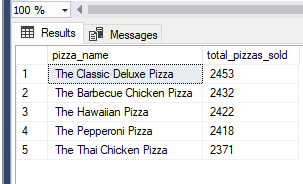 100 %
Results Messages
pizza_name total_pizzas_sold
1 The Classic Deluxe Pizza 2453
2 The Barbecue Chicken Pizza 2432
3 The Hawaiian Pizza 2422
4 The Pepperoni Pizza 2418
5 The Thai Chicken Pizza 2371